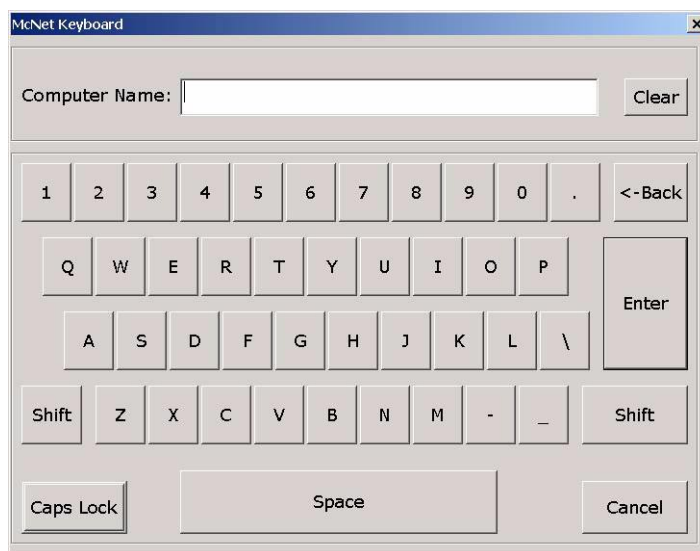 McNet Keyboard x
Computer Name: Clear
1 2 3 4 5 6 7 8 9 0 . <-Back
Q W E R T Y U I O P
Enter
A S D F G H J K L \
Shift Z X C V B N M - _ Shift
Caps Lock Space Cancel